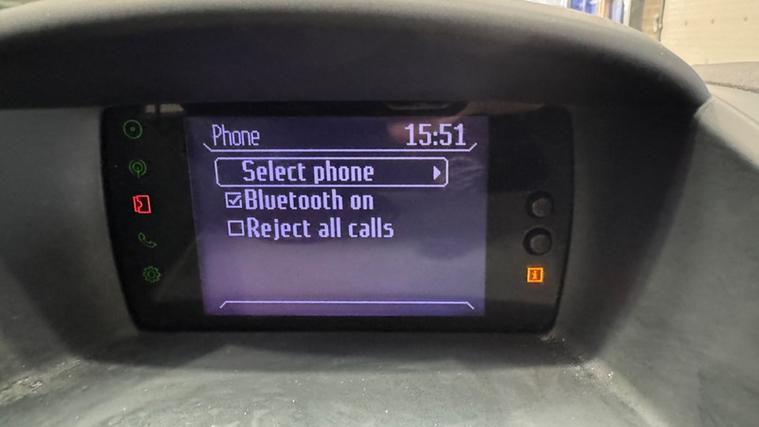 Phone 15:51
Select phone
Bluetooth on
Reject all calls
i